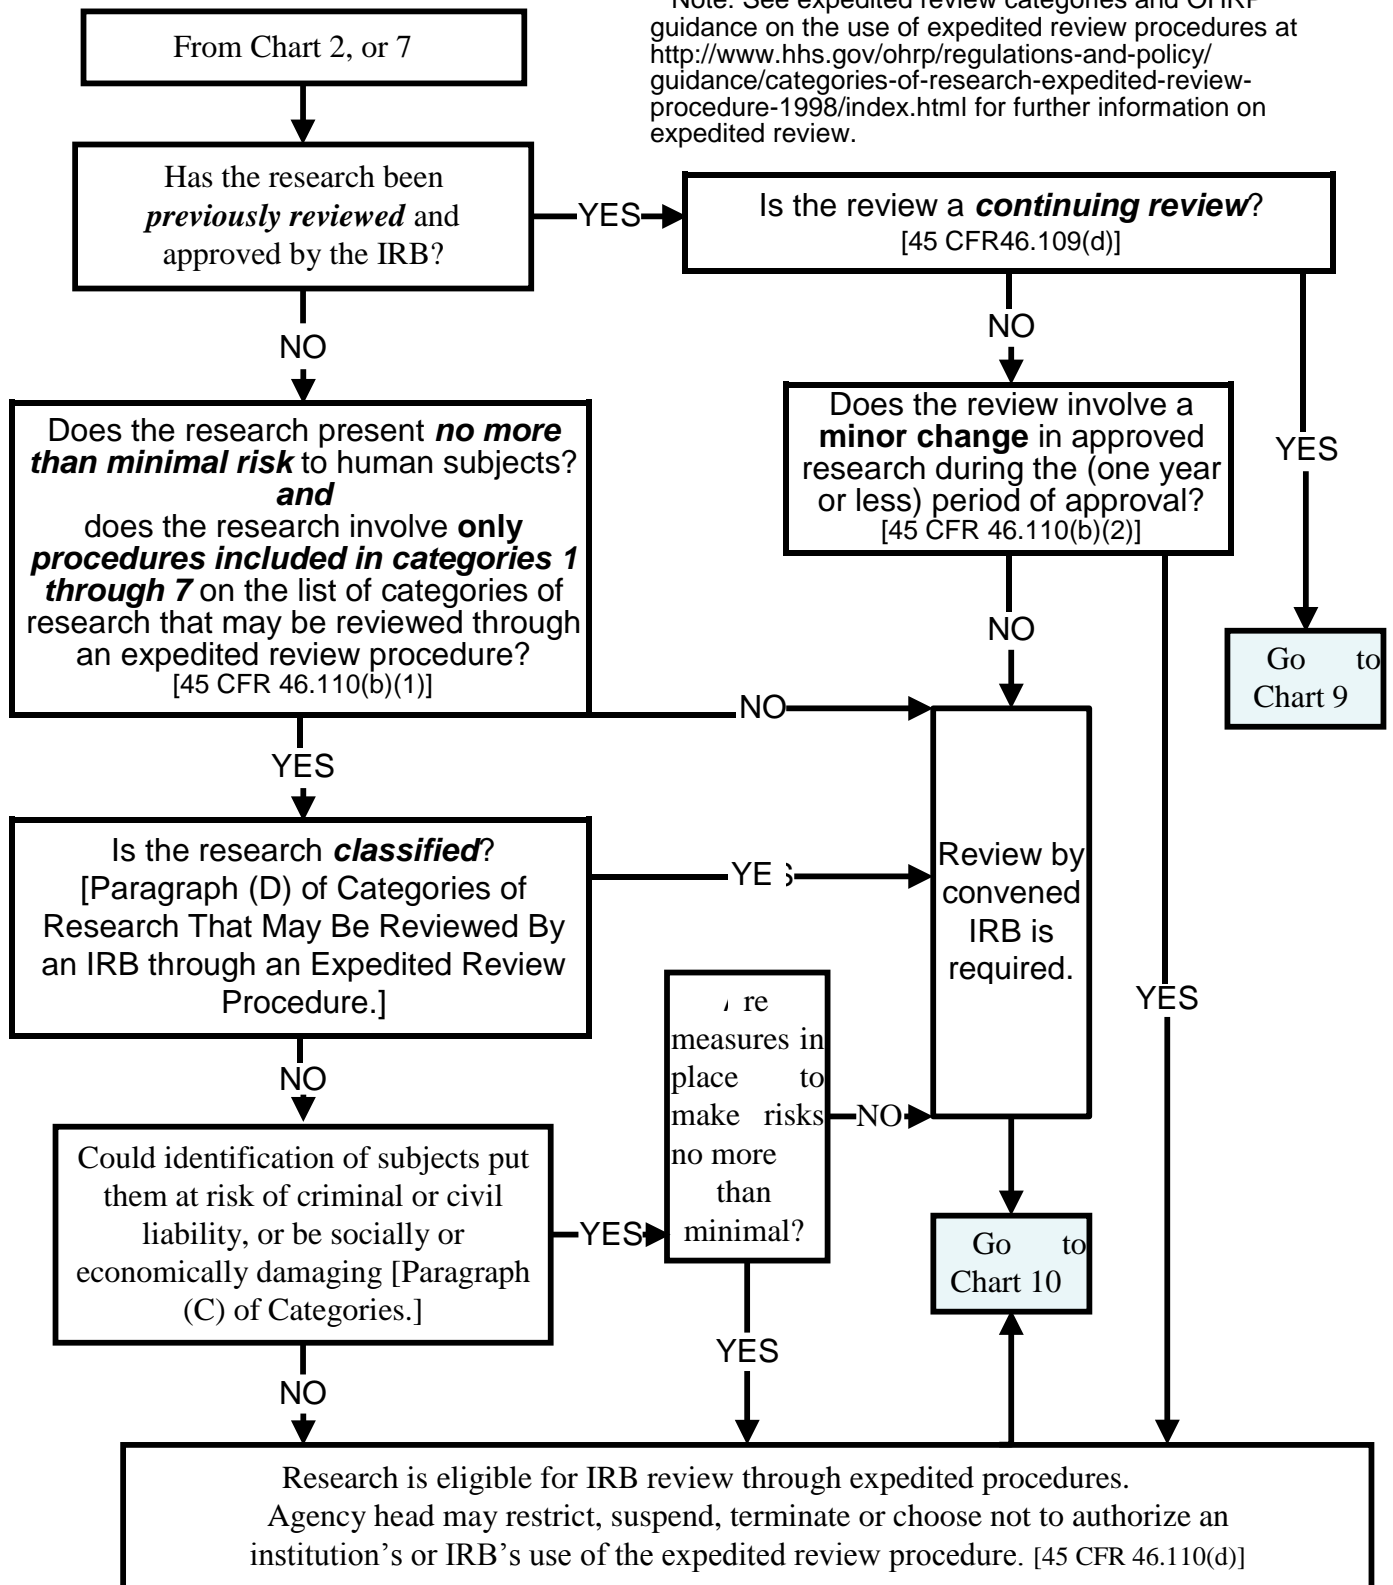 Note: See expedited review categories and OHRP
guidance on the use of expedited review procedures at
http://www.hhs.gov/ohrp/regulations-and-policy/
guidance/categories-of-research-expedited-review-
procedure-1998/index.html for further information on
expedited review.
From Chart 2, or 7
Has the research been
previously reviewed and
approved by the IRB?
YES
Is the review a continuing review?
[45 CFR46.109(d)]
NO
NO
YES
Does the research present no more
than minimal risk to human subjects?
and
does the research involve only
procedures included in categories 1
through 7 on the list of categories of
research that may be reviewed through
an expedited review procedure?
[45 CFR 46.110(b)(1)]
Does the review involve a
minor change in approved
research during the (one year
or less) period of approval?
[45 CFR 46.110(b)(2)]
NO
Go to
Chart 9
NO
YES
Is the research classified?
[Paragraph (D) of Categories of
Research That May Be Reviewed By
an IRB through an Expedited Review
Procedure.]
YES
Review by
convened
IRB is
required.
YES
NO
Are
measures in
place to
make risks
no more
than
minimal?
NO
Could identification of subjects put
them at risk of criminal or civil
liability, or be socially or
economically damaging [Paragraph
(C) of Categories.]
YES
Go to
Chart 10
NO
YES
Research is eligible for IRB review through expedited procedures.
Agency head may restrict, suspend, terminate or choose not to authorize an
institution's or IRB's use of the expedited review procedure. [45 CFR 46.110(d)]